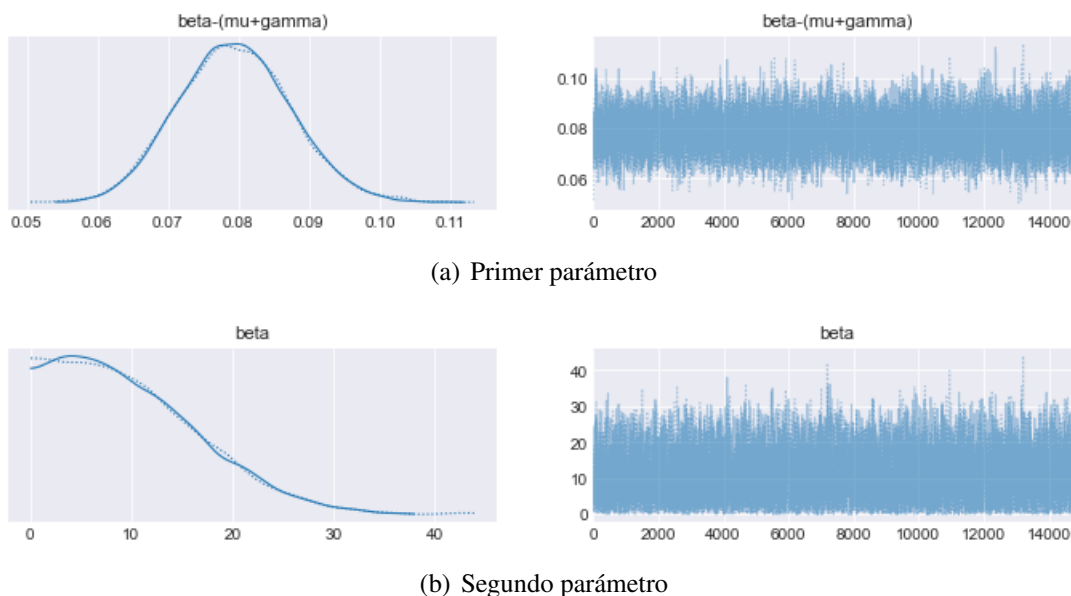 beta-(mu+gamma)
beta-(mu+gamma)
0.10
0.08
0.06
0.05 0.06 0.07 0.08 0.09 0.10 0.11
0 2000 4000 6000 8000 10000 12000 14000
(a) Primer parámetro
beta
beta
40
30
20
10
0
0 10 20 30 40
0 2000 4000 6000 8000 10000 12000 14000
(b) Segundo parámetro